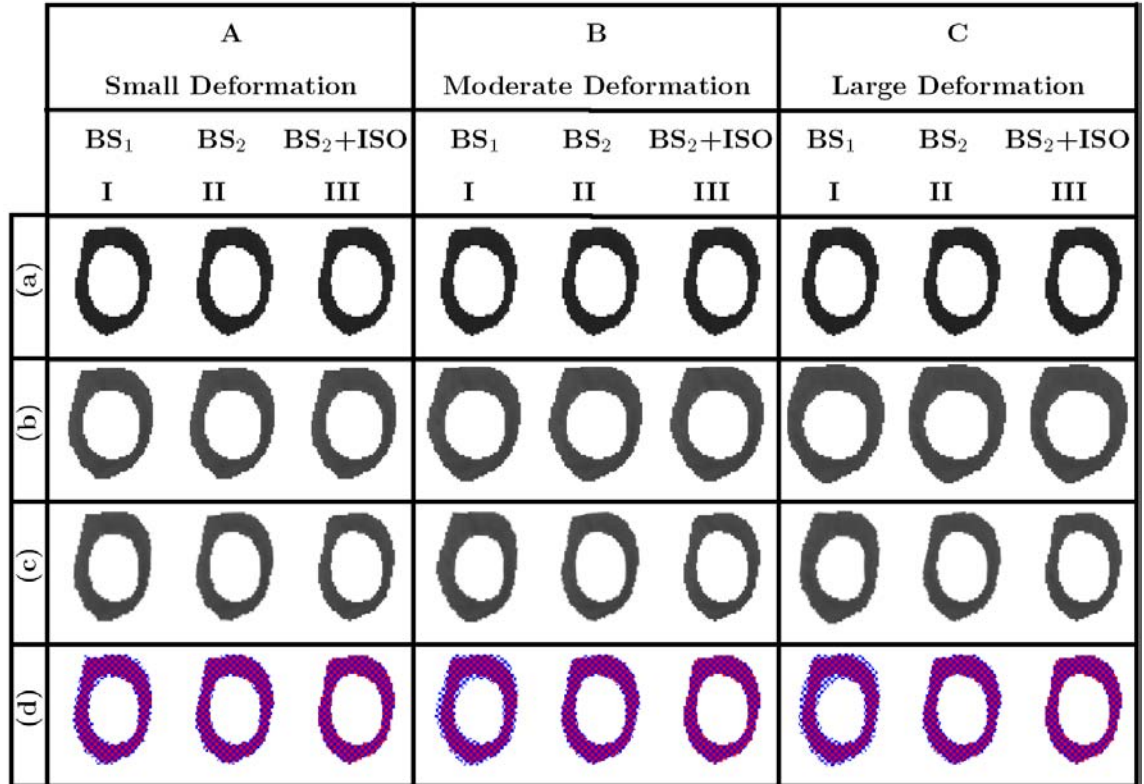 A B C
Small Deformation Moderate Deformation Large Deformation
BS₁ BS₂ BS₂+ISO BS₁ BS₂ BS₂+ISO BS₁ BS₂ BS₂+ISO
I II III I II III I II III
(a)
(b)
(c)
(d)